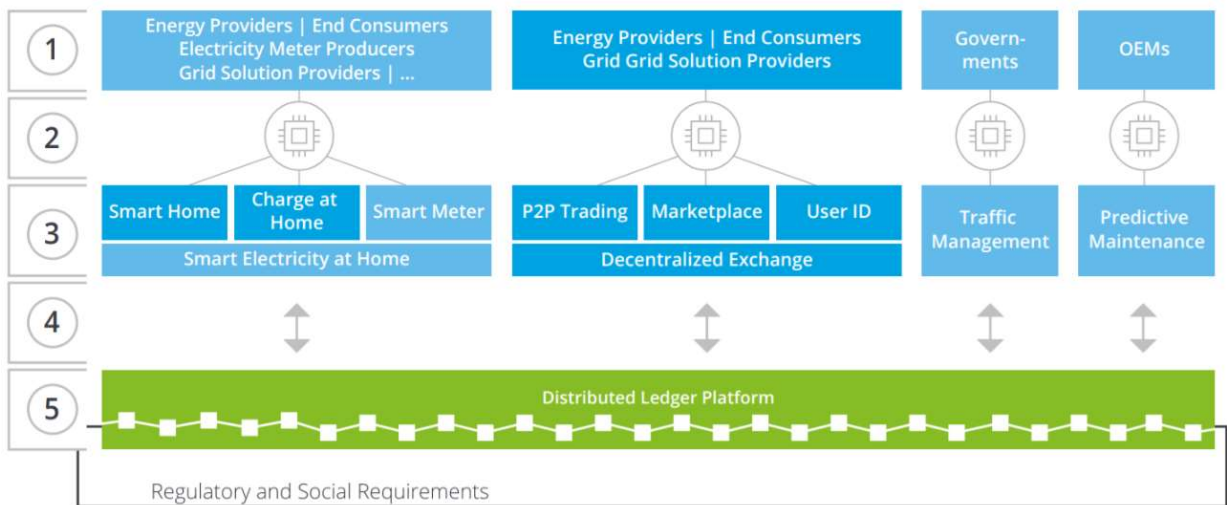 1
Energy Providers | End Consumers
Electricity Meter Producers
Grid Solution Providers | ...
Energy Providers | End Consumers
Grid Grid Solution Providers
Govern-
ments
OEMs
2
3
Smart Home
Charge at
Home
Smart Meter
Smart Electricity at Home
P2P Trading
Marketplace
User ID
Decentralized Exchange
Traffic
Management
Predictive
Maintenance
4
5
Distributed Ledger Platform
Regulatory and Social Requirements